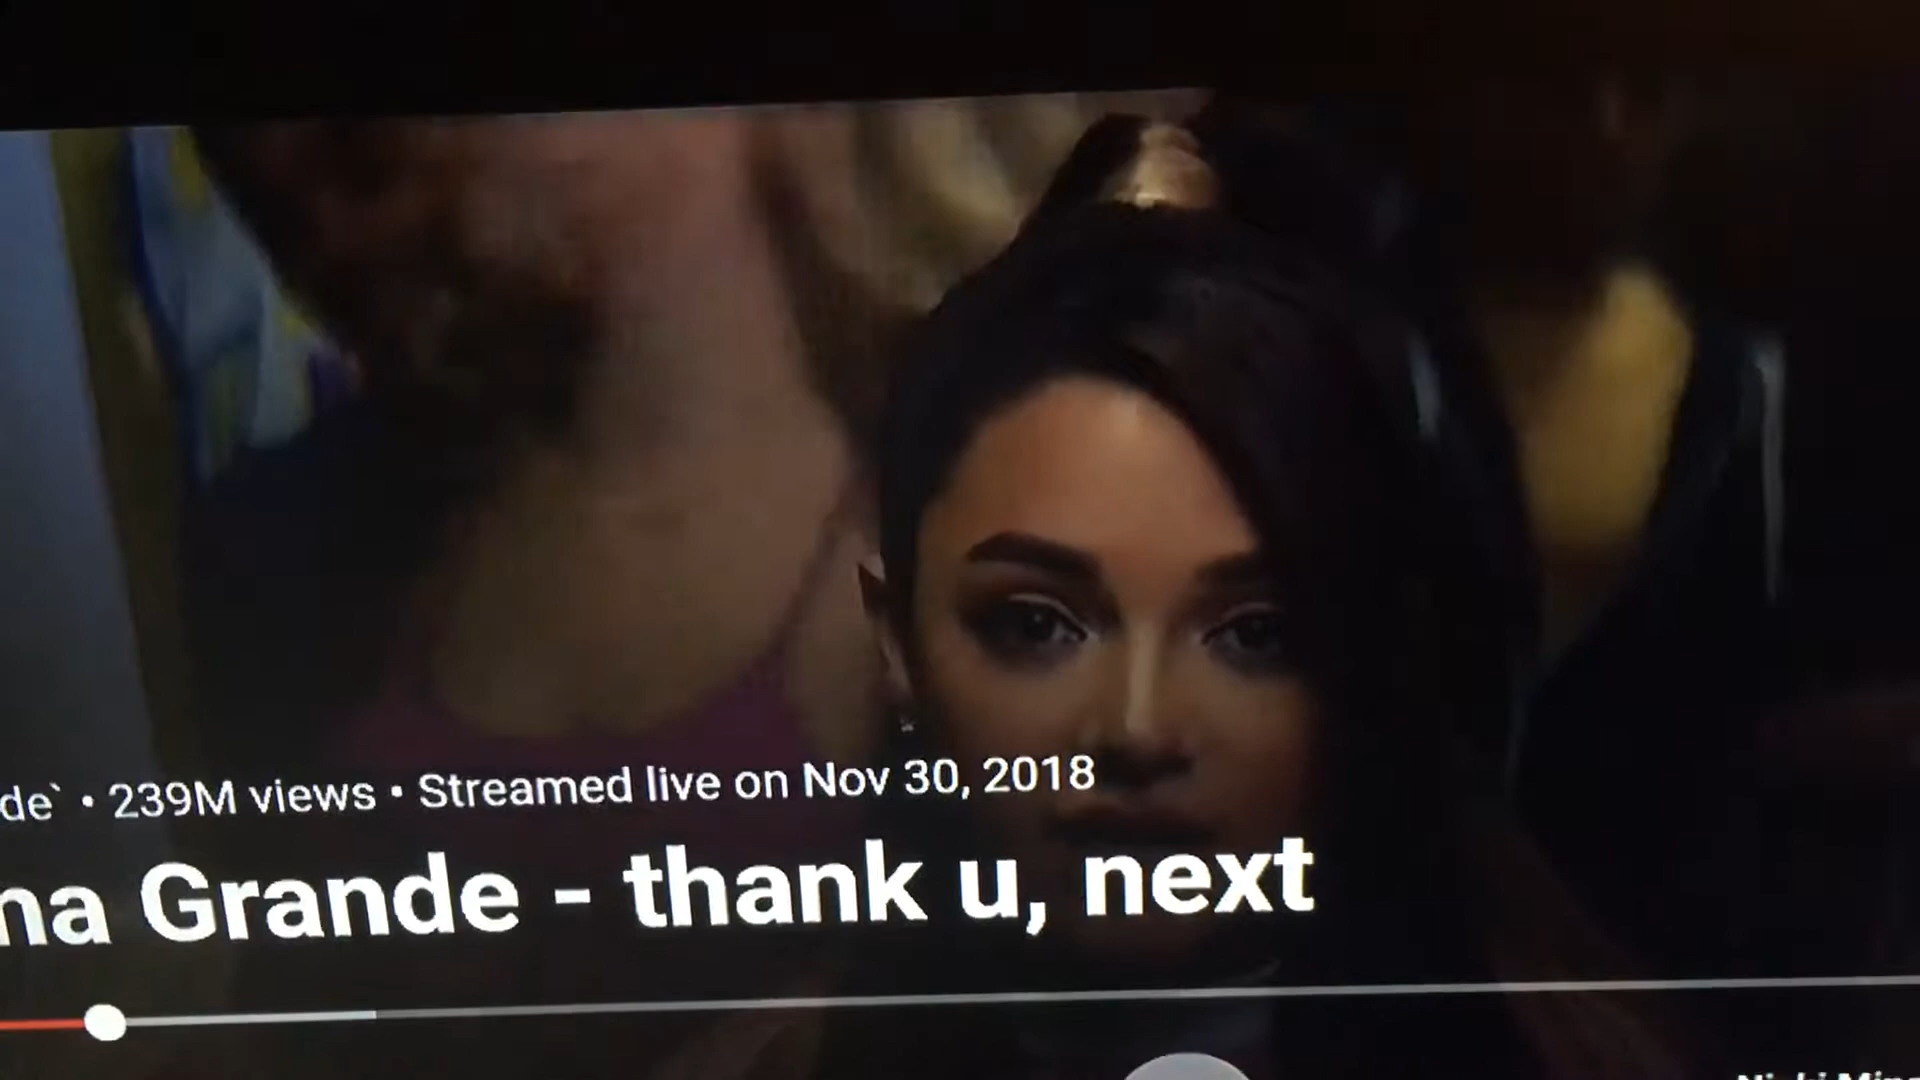 de` • 239M views • Streamed live on Nov 30, 2018
na Grande - thank u, next